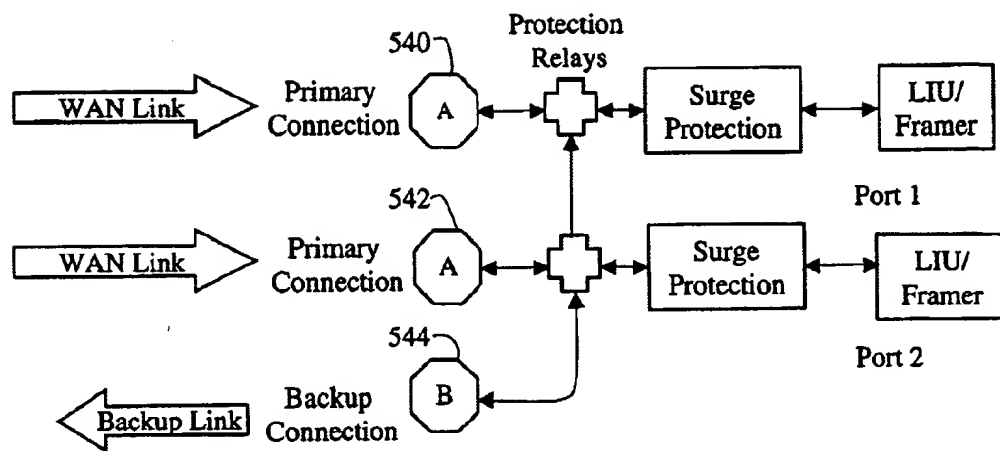 540
Protection
Relays
WAN Link
Primary
Connection
A
Surge
Protection
LIU/
Framer
Port 1
542
WAN Link
Primary
Connection
A
Surge
Protection
LIU/
Framer
Port 2
544
Backup Link
Backup
Connection
B